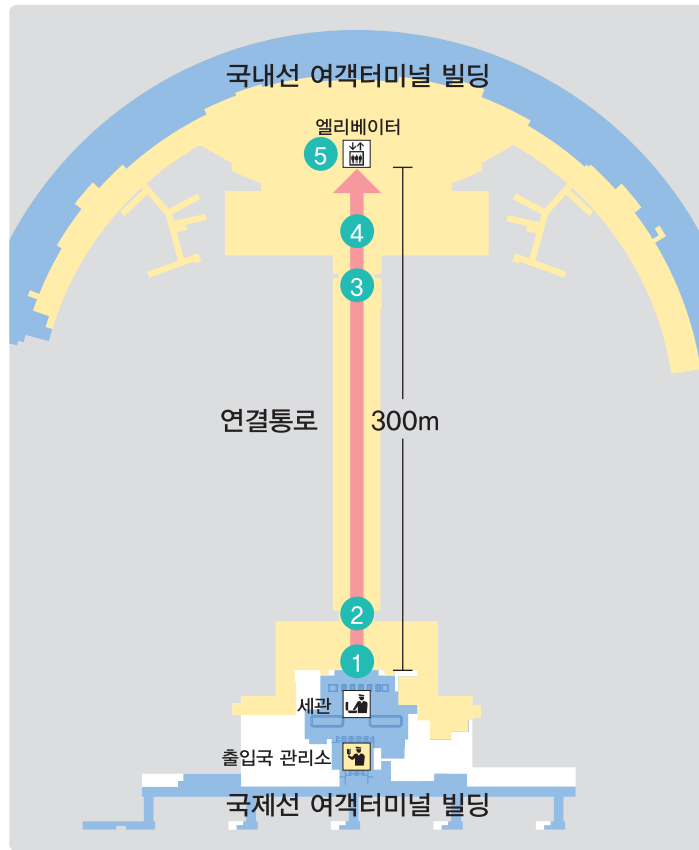 국내선 여객터미널 빌딩
엘리베이터
5
4
3
연결통로
300m
2
1
세관
출입국 관리소
국제선 여객터미널 빌딩